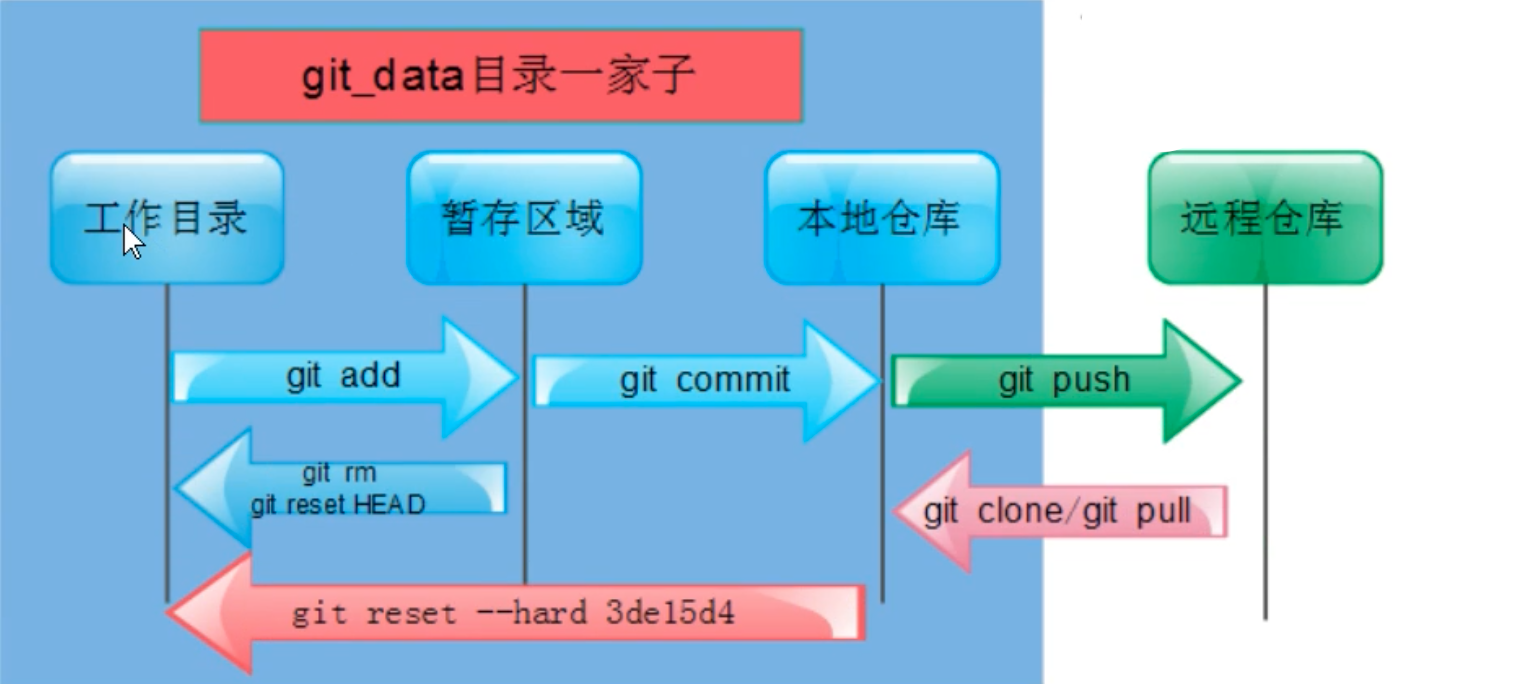 git_data目录一家子
工作目录
暂存区域
本地仓库
远程仓库
git add
git commit
git push
git rm
git reset HEAD
git clone/git pull
git reset --hard 3de15d4